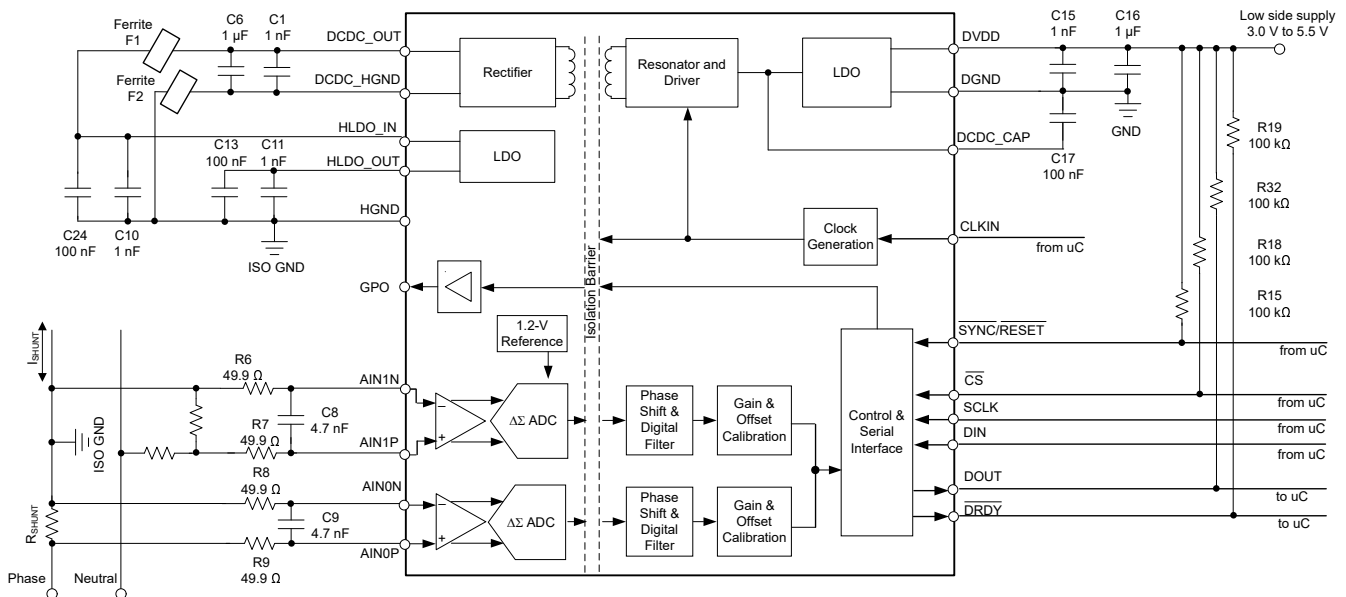 Ferrite
F1
C6
1 µF
C1
1 nF
DCDC_OUT
Ferrite
F2
DCDC_HGND
Rectifier
Resonator and
Driver
LDO
DVDD
DGND
DCDC_CAP
C15
1 nF
C16
1 µF
Low side supply
3.0 V to 5.5 V
GND
C17
100 nF
HLDO_IN
C13
100 nF
C11
1 nF
HLDO_OUT
LDO
HGND
C24
100 nF
C10
1 nF
ISO GND
R19
100 kΩ
R32
100 kΩ
R18
100 kΩ
R15
100 kΩ
Clock
Generation
CLKIN
from uC
GPO
Isolation Barrier
1.2-V
Reference
SYNC/RESET
from uC
I_SHUNT
R6
49.9 Ω
AIN1N
C8
4.7 nF
R7
49.9 Ω
AIN1P
ISO GND
ΔΣ ADC
Phase
Shift &
Digital
Filter
Gain &
Offset
Calibration
Control &
Serial
Interface
CS
from uC
SCLK
from uC
DIN
from uC
R8
49.9 Ω
AIN0N
C9
4.7 nF
AIN0P
R9
49.9 Ω
R_SHUNT
ΔΣ ADC
Phase
Shift &
Digital
Filter
Gain &
Offset
Calibration
DOUT
to uC
DRDY
to uC
Phase
Neutral